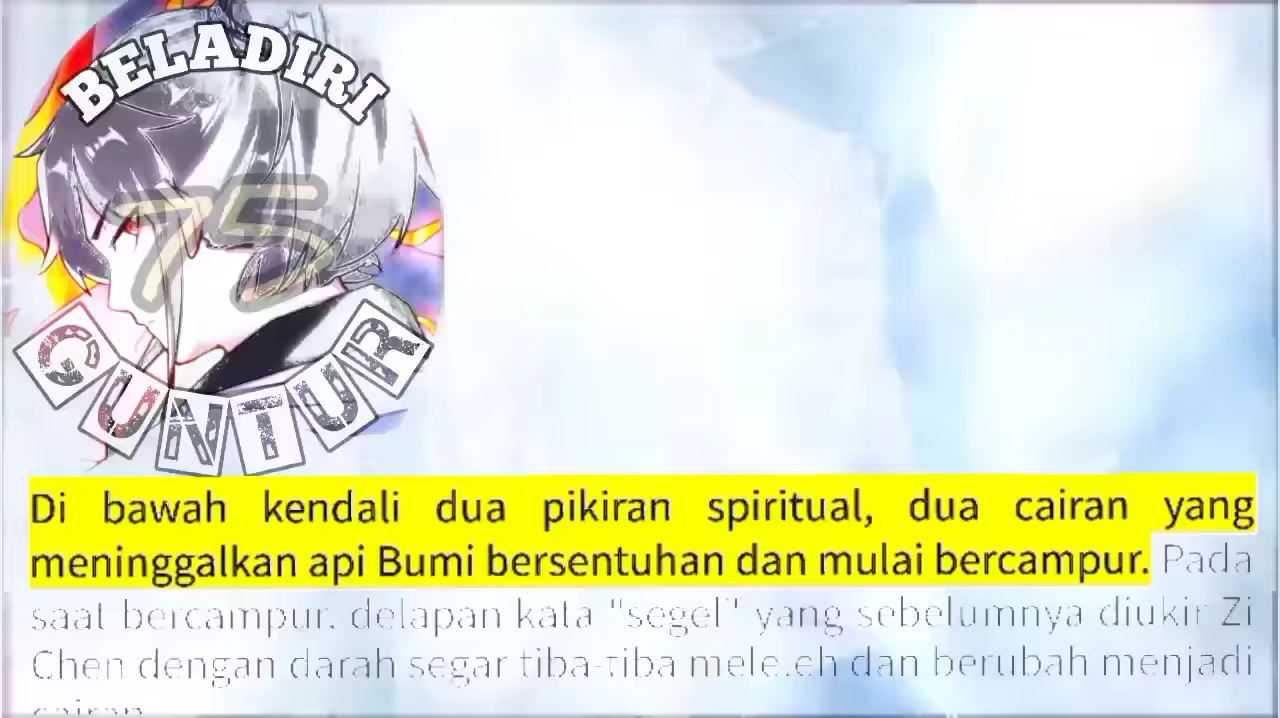 BELADIRI
75
GUNTUR
Di bawah kendali dua pikiran spiritual, dua cairan yang
meninggalkan api Bumi bersentuhan dan mulai bercampur. Pada
saat bercampur, delapan kata "segel" yang sebelumnya diukir Zi
Chen dengan darah segar tiba-tiba meleleh dan berubah menjadi
cairan